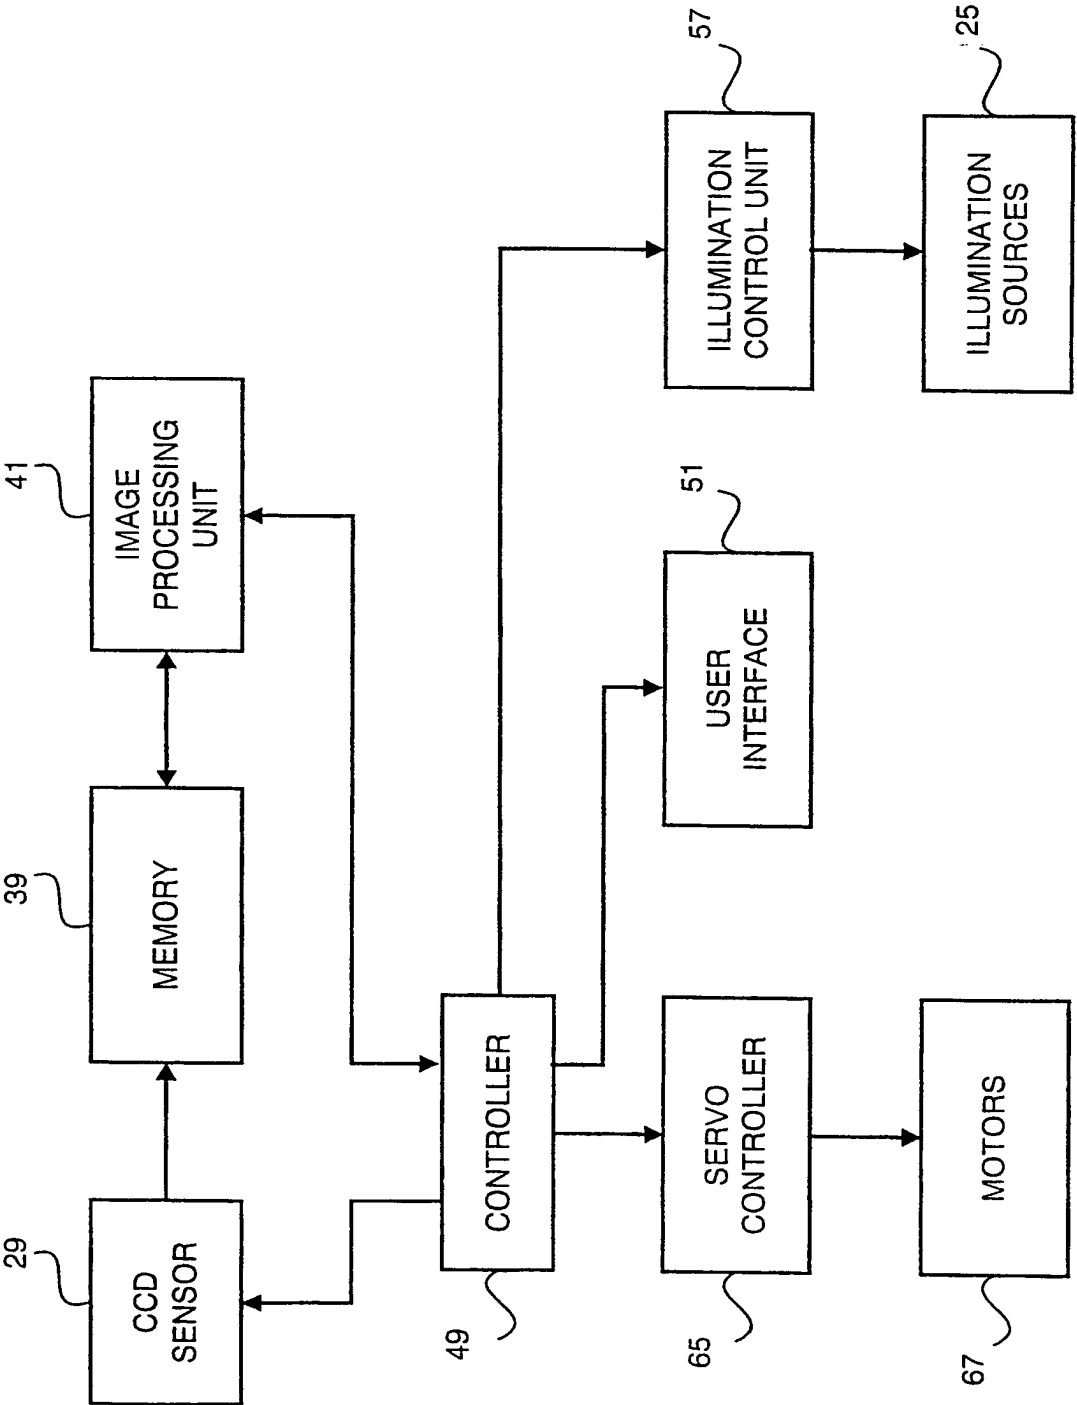 29
CCD
SENSOR
39
MEMORY
41
IMAGE
PROCESSING
UNIT
49
CONTROLLER
65
SERVO
CONTROLLER
51
USER
INTERFACE
57
ILLUMINATION
CONTROL UNIT
67
MOTORS
25
ILLUMINATION
SOURCES